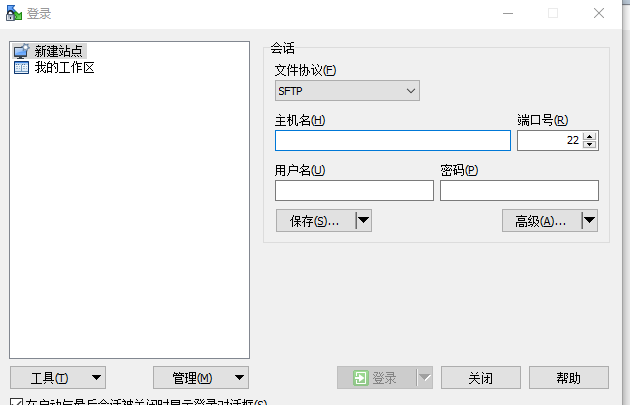 登录
新建站点
我的工作区
会话
文件协议(F)
SFTP
主机名(H)
端口号(R)
22
用户名(U)
密码(P)
保存(S)...
高级(A)...
工具(T)
管理(M)
登录
关闭
帮助
在启动与最后会话被关闭时显示登录对话框(S)